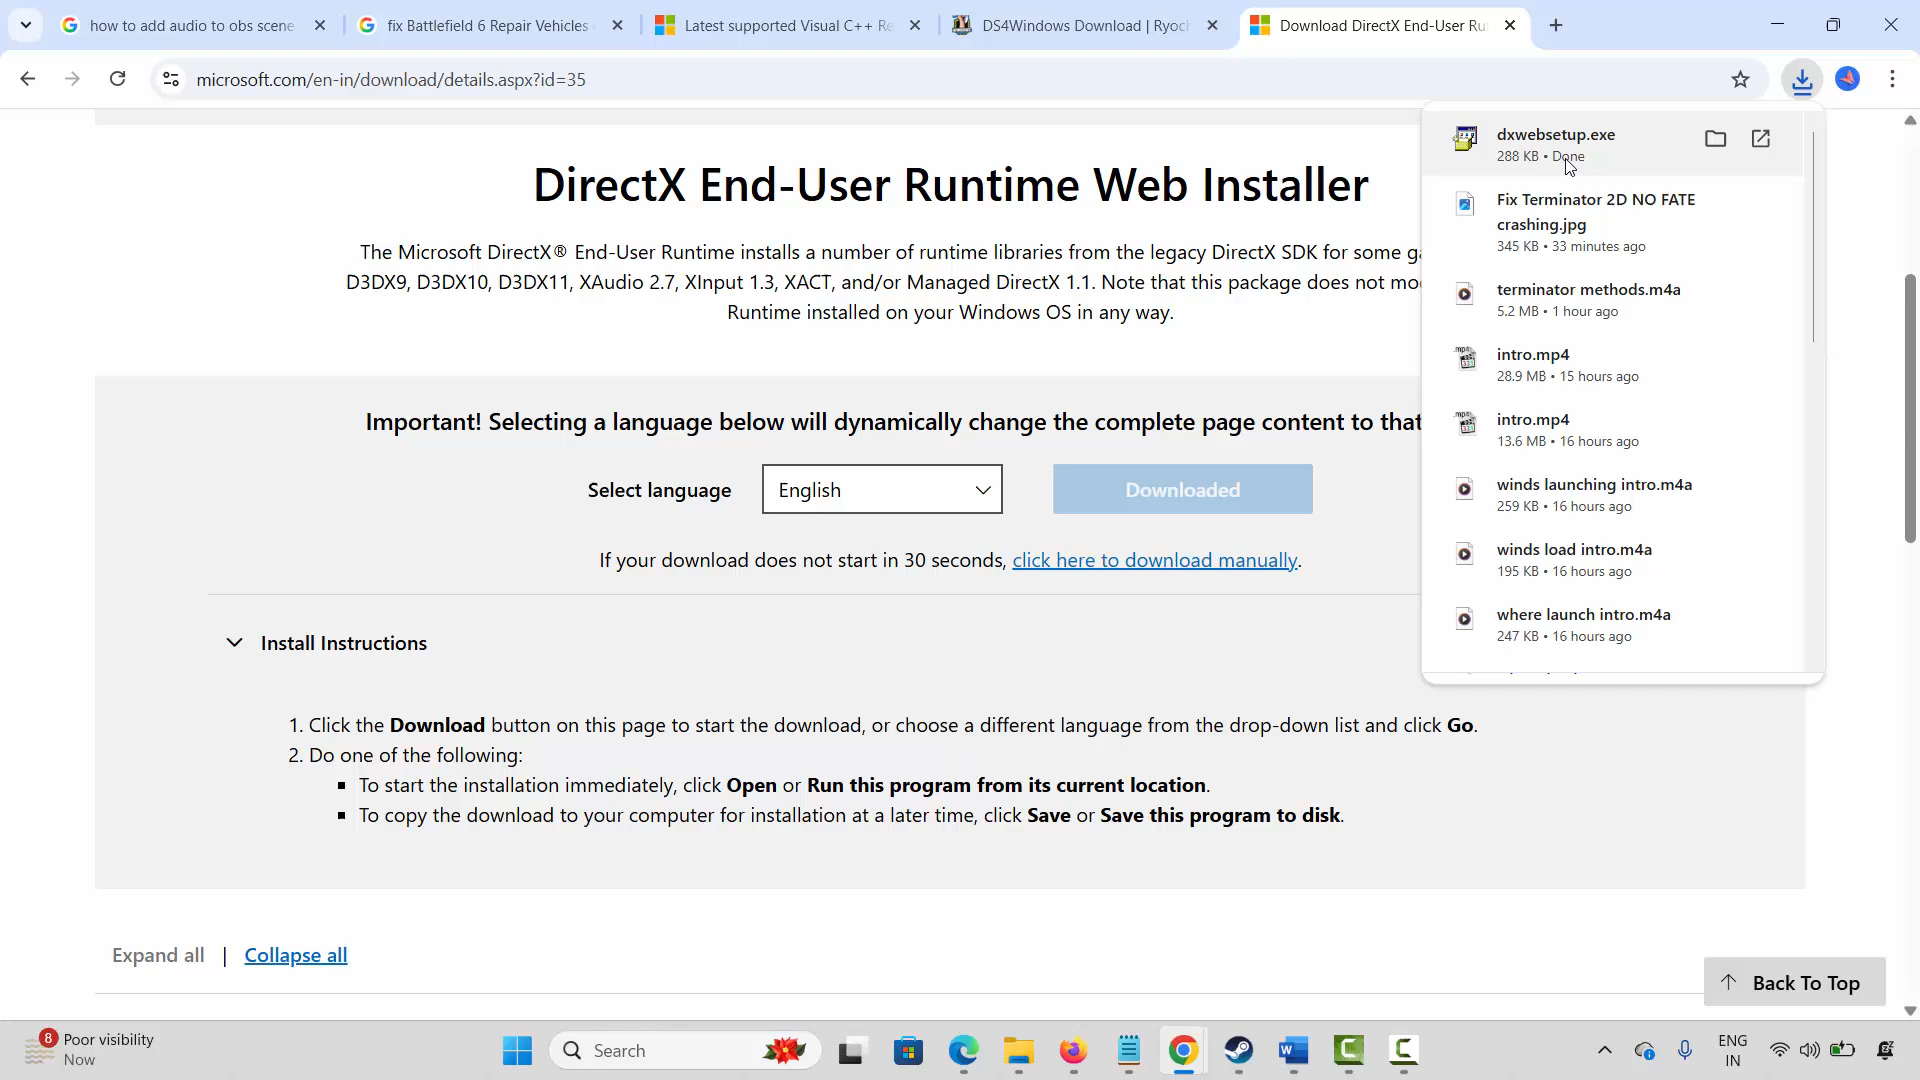 how to add audio to obs scene
fix Battlefield 6 Repair Vehicles
Latest supported Visual C++ Re
DS4Windows Download | Ryoch
Download DirectX End-User Ru
microsoft.com/en-in/download/details.aspx?id=35
dxwebsetup.exe
288 KB • Done
Fix Terminator 2D NO FATE
crashing.jpg
345 KB • 33 minutes ago
terminator methods.m4a
5.2 MB • 1 hour ago
intro.mp4
28.9 MB • 15 hours ago
intro.mp4
13.6 MB • 16 hours ago
winds launching intro.m4a
259 KB • 16 hours ago
winds load intro.m4a
195 KB • 16 hours ago
where launch intro.m4a
247 KB • 16 hours ago
DirectX End-User Runtime Web Installer
The Microsoft DirectX® End-User Runtime installs a number of runtime libraries from the legacy DirectX SDK for some ga
D3DX9, D3DX10, D3DX11, XAudio 2.7, XInput 1.3, XACT, and/or Managed DirectX 1.1. Note that this package does not mo
Runtime installed on your Windows OS in any way.
Important! Selecting a language below will dynamically change the complete page content to that
Select language
English
Downloaded
If your download does not start in 30 seconds, click here to download manually.
Install Instructions
1. Click the Download button on this page to start the download, or choose a different language from the drop-down list and click Go.
2. Do one of the following:
▪ To start the installation immediately, click Open or Run this program from its current location.
▪ To copy the download to your computer for installation at a later time, click Save or Save this program to disk.
Expand all | Collapse all
Back To Top
8
Poor visibility
Now
Search
ENG
IN